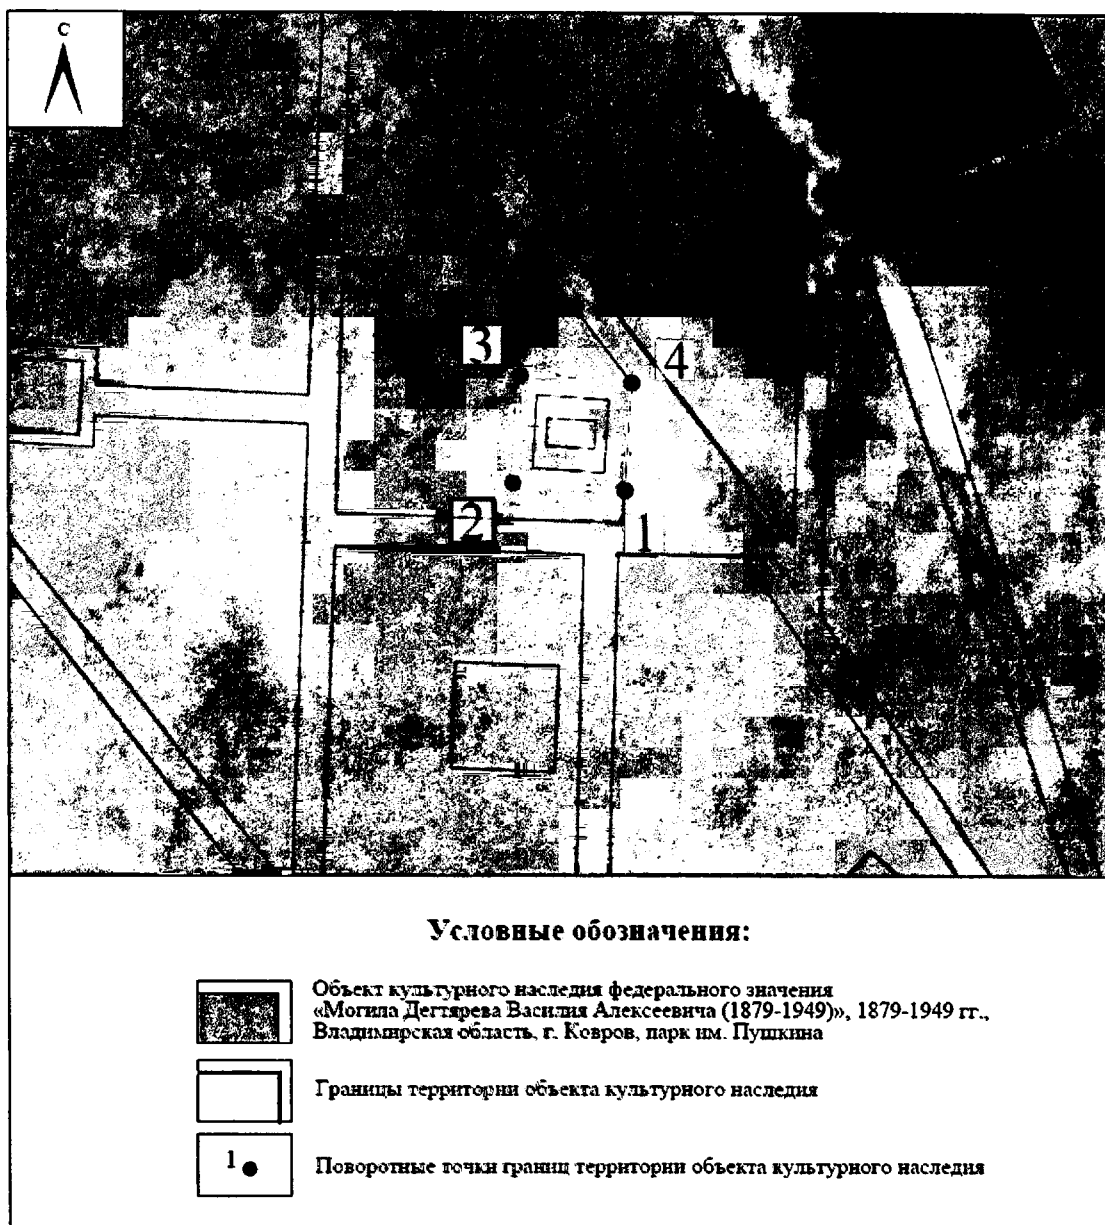 С
3
4
2
1
Условные обозначения:
Объект культурного наследия федерального значения
«Могила Дегтярева Василия Алексеевича (1879-1949)», 1879-1949 гг.,
Владимирская область, г. Ковров, парк им. Пушкина
Границы территории объекта культурного наследия
1
Поворотные точки границ территории объекта культурного наследия